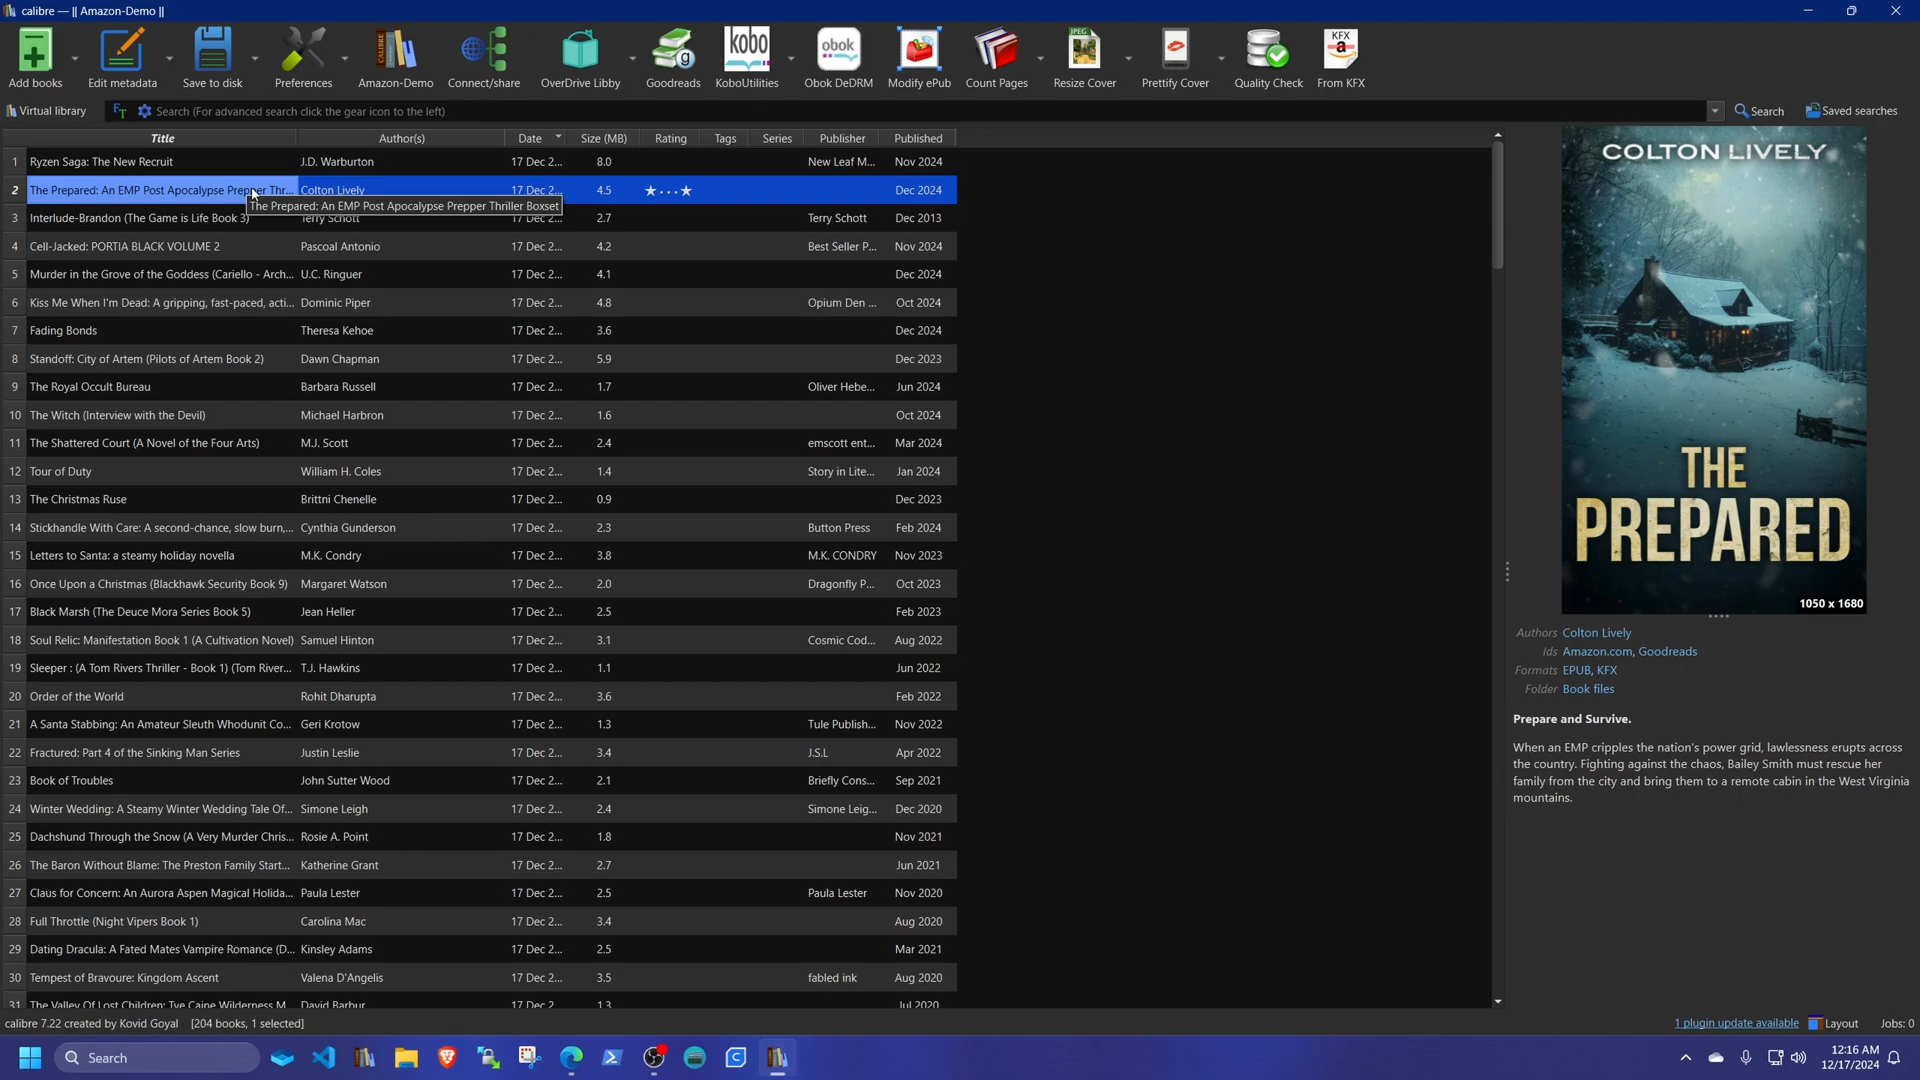 calibre — || Amazon-Demo ||
Add books
Edit metadata
Save to disk
Preferences
Amazon-Demo
Connect/share
OverDrive Libby
Goodreads
KoboUtilities
Obok DeDRM
Modify ePub
Count Pages
Resize Cover
Prettify Cover
Quality Check
From KFX
CALIBRE
g
kobo
obok
JPEG
KFX
a
Virtual library
FT
Search (For advanced search click the gear icon to the left)
Search
Saved searches
Title Author(s) Date Size (MB) Rating Tags Series Publisher Published
1 Ryzen Saga: The New Recruit J.D. Warburton 17 Dec 2... 8.0 New Leaf M... Nov 2024
2 The Prepared: An EMP Post Apocalypse Prepper Thr... Colton Lively 17 Dec 2... 4.5 ★...★ Dec 2024
The Prepared: An EMP Post Apocalypse Prepper Thriller Boxset
3 Interlude-Brandon (The Game is Life Book 3) Terry Schott 2.7 Terry Schott Dec 2013
4 Cell-Jacked: PORTIA BLACK VOLUME 2 Pascoal Antonio 17 Dec 2... 4.2 Best Seller P... Nov 2024
5 Murder in the Grove of the Goddess (Cariello - Arch... U.C. Ringuer 17 Dec 2... 4.1 Dec 2024
6 Kiss Me When I'm Dead: A gripping, fast-paced, acti... Dominic Piper 17 Dec 2... 4.8 Opium Den ... Oct 2024
7 Fading Bonds Theresa Kehoe 17 Dec 2... 3.6 Dec 2024
8 Standoff: City of Artem (Pilots of Artem Book 2) Dawn Chapman 17 Dec 2... 5.9 Dec 2023
9 The Royal Occult Bureau Barbara Russell 17 Dec 2... 1.7 Oliver Hebe... Jun 2024
10 The Witch (Interview with the Devil) Michael Harbron 17 Dec 2... 1.6 Oct 2024
11 The Shattered Court (A Novel of the Four Arts) M.J. Scott 17 Dec 2... 2.4 emscott ent... Mar 2024
12 Tour of Duty William H. Coles 17 Dec 2... 1.4 Story in Lite... Jan 2024
13 The Christmas Ruse Brittni Chenelle 17 Dec 2... 0.9 Dec 2023
14 Stickhandle With Care: A second-chance, slow burn,... Cynthia Gunderson 17 Dec 2... 2.3 Button Press Feb 2024
15 Letters to Santa: a steamy holiday novella M.K. Condry 17 Dec 2... 3.8 M.K. CONDRY Nov 2023
16 Once Upon a Christmas (Blackhawk Security Book 9) Margaret Watson 17 Dec 2... 2.0 Dragonfly P... Oct 2023
17 Black Marsh (The Deuce Mora Series Book 5) Jean Heller 17 Dec 2... 2.5 Feb 2023
18 Soul Relic: Manifestation Book 1 (A Cultivation Novel) Samuel Hinton 17 Dec 2... 3.1 Cosmic Cod... Aug 2022
19 Sleeper : (A Tom Rivers Thriller - Book 1) (Tom River... T.J. Hawkins 17 Dec 2... 1.1 Jun 2022
20 Order of the World Rohit Dharupta 17 Dec 2... 3.6 Feb 2022
21 A Santa Stabbing: An Amateur Sleuth Whodunit Co... Geri Krotow 17 Dec 2... 1.3 Tule Publish... Nov 2022
22 Fractured: Part 4 of the Sinking Man Series Justin Leslie 17 Dec 2... 3.4 J.S.L Apr 2022
23 Book of Troubles John Sutter Wood 17 Dec 2... 2.1 Briefly Cons... Sep 2021
24 Winter Wedding: A Steamy Winter Wedding Tale Of... Simone Leigh 17 Dec 2... 2.4 Simone Leig... Dec 2020
25 Dachshund Through the Snow (A Very Murder Chris... Rosie A. Point 17 Dec 2... 1.8 Nov 2021
26 The Baron Without Blame: The Preston Family Start... Katherine Grant 17 Dec 2... 2.7 Jun 2021
27 Claus for Concern: An Aurora Aspen Magical Holida... Paula Lester 17 Dec 2... 2.5 Paula Lester Nov 2020
28 Full Throttle (Night Vipers Book 1) Carolina Mac 17 Dec 2... 3.4 Aug 2020
29 Dating Dracula: A Fated Mates Vampire Romance (D... Kinsley Adams 17 Dec 2... 2.5 Mar 2021
30 Tempest of Bravoure: Kingdom Ascent Valena D'Angelis 17 Dec 2... 3.5 fabled ink Aug 2020
31 The Valley Of Lost Children: Tye Caine Wilderness M... David Barbur 17 Dec 2... 1.3 Jul 2020
COLTON LIVELY
THE
PREPARED
1050 x 1680
Authors Colton Lively
Ids Amazon.com, Goodreads
Formats EPUB, KFX
Folder Book files
Prepare and Survive.
When an EMP cripples the nation's power grid, lawlessness erupts across
the country. Fighting against the chaos, Bailey Smith must rescue her
family from the city and bring them to a remote cabin in the West Virginia
mountains.
calibre 7.22 created by Kovid Goyal [204 books, 1 selected]
1 plugin update available
Layout
Jobs: 0
Search
12:16 AM
12/17/2024